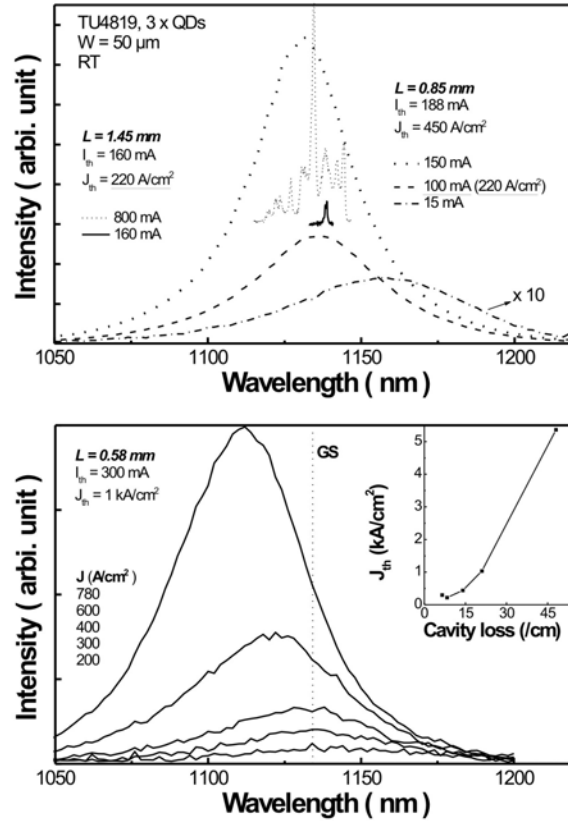 TU4819, 3 x QDs
W = 50 µm
RT
L = 1.45 mm
I_th = 160 mA
J_th = 220 A/cm²
800 mA
160 mA
L = 0.85 mm
I_th = 188 mA
J_th = 450 A/cm²
150 mA
100 mA (220 A/cm²)
15 mA
x 10
Intensity ( arbi. unit )
1050 1100 1150 1200
Wavelength ( nm )
L = 0.58 mm
I_th = 300 mA
J_th = 1 kA/cm²
J (A/cm²)
780
600
400
300
200
GS
J_th (kA/cm²)
5
4
3
2
1
0
0 15 30 45
Cavity loss (/cm)
Intensity ( arbi. unit )
1050 1100 1150 1200
Wavelength ( nm )